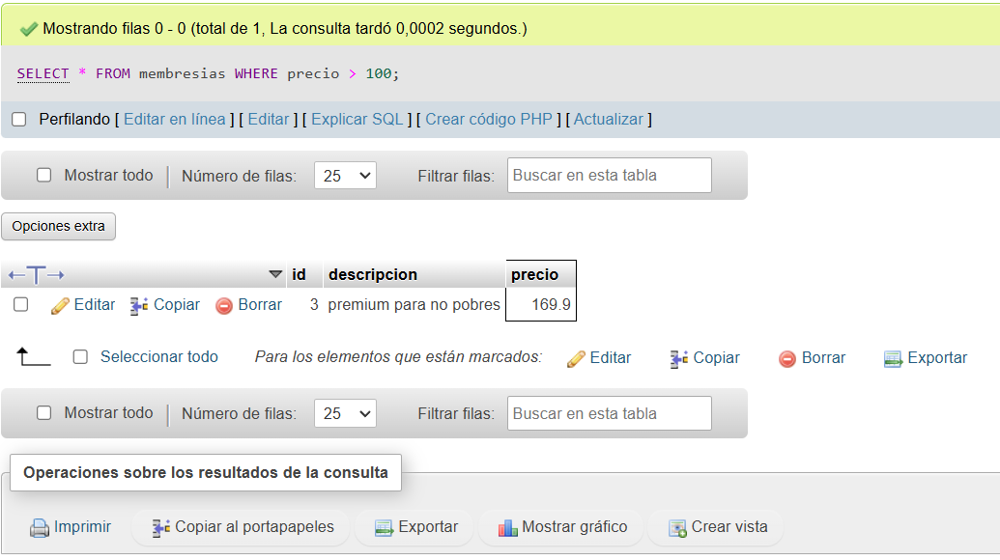 Mostrando filas 0 - 0 (total de 1, La consulta tardó 0,0002 segundos.)
SELECT * FROM membresias WHERE precio > 100;
Perfilando [ Editar en línea ] [ Editar ] [ Explicar SQL ] [ Crear código PHP ] [ Actualizar ]
Mostrar todo Número de filas: 25 Filtrar filas: Buscar en esta tabla
Opciones extra
id descripcion precio
Editar Copiar Borrar 3 premium para no pobres 169.9
Seleccionar todo Para los elementos que están marcados: Editar Copiar Borrar Exportar
Mostrar todo Número de filas: 25 Filtrar filas: Buscar en esta tabla
Operaciones sobre los resultados de la consulta
Imprimir Copiar al portapapeles Exportar Mostrar gráfico Crear vista